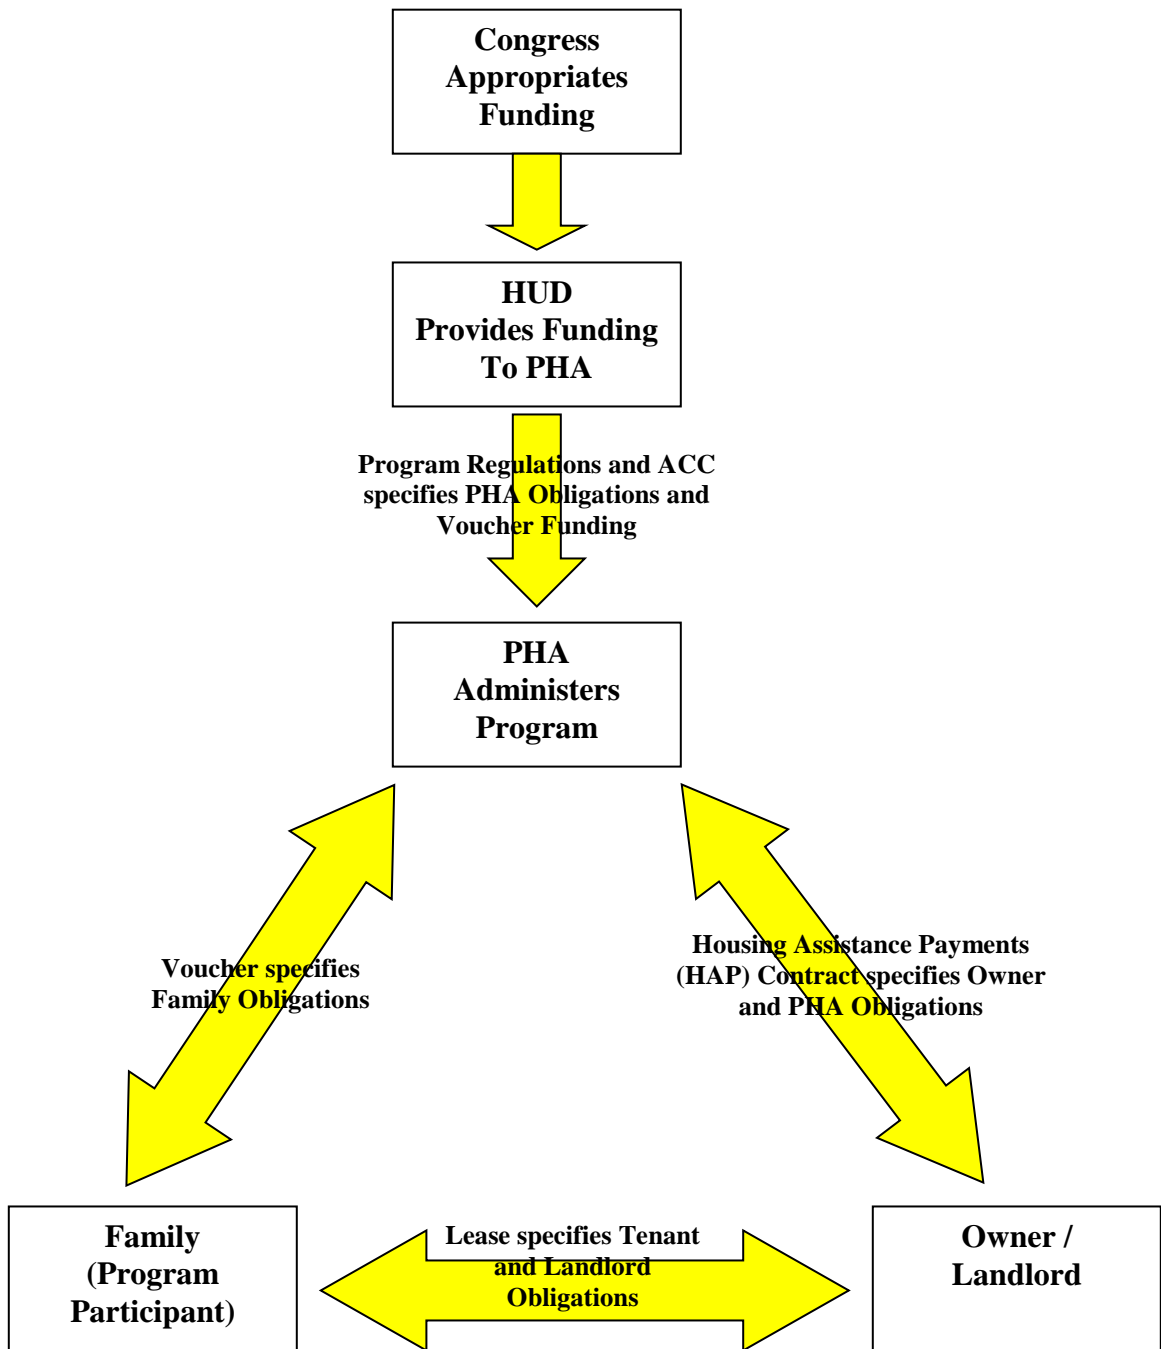 Congress
Appropriates
Funding
HUD
Provides Funding
To PHA
Program Regulations and ACC
specifies PHA Obligations and
Voucher Funding
PHA
Administers
Program
Voucher specifies
Family Obligations
Housing Assistance Payments
(HAP) Contract specifies Owner
and PHA Obligations
Family
(Program
Participant)
Lease specifies Tenant
and Landlord
Obligations
Owner /
Landlord